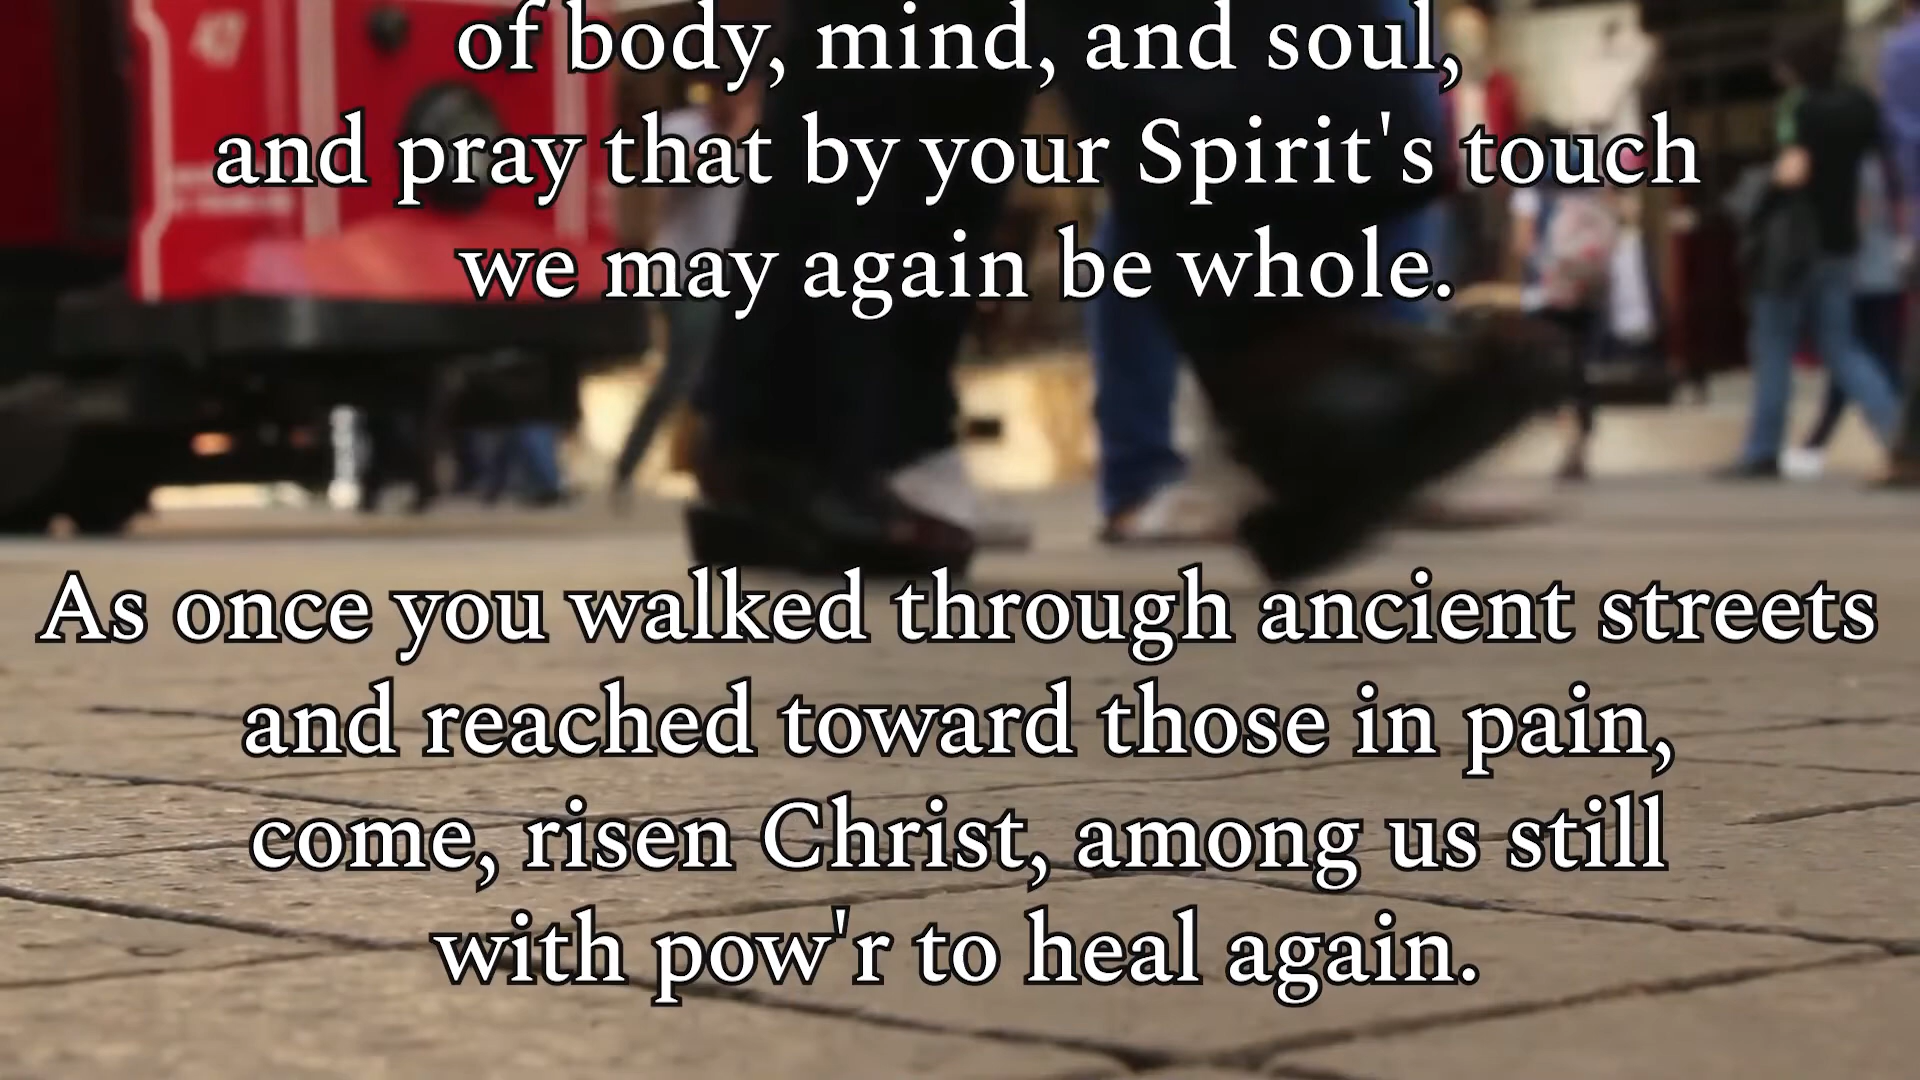 of body, mind, and soul,
and pray that by your Spirit's touch
we may again be whole.
As once you walked through ancient streets
and reached toward those in pain,
come, risen Christ, among us still
with pow'r to heal again.